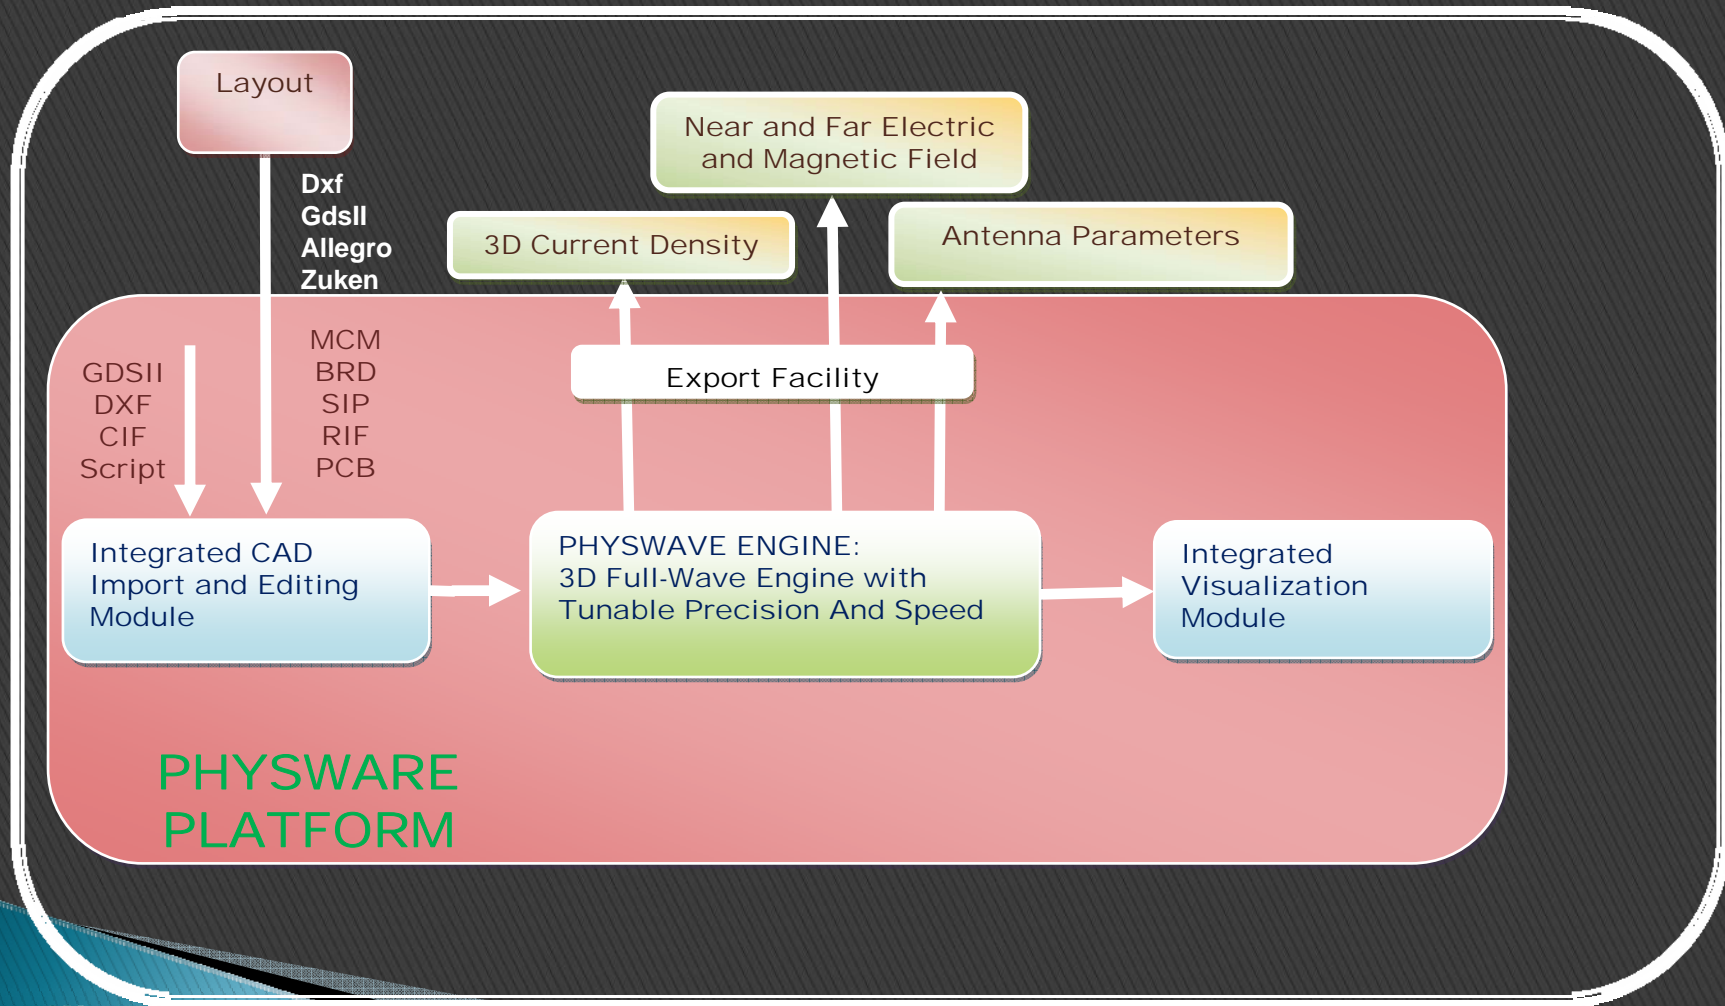 Layout
Dxf
GdsII
Allegro
Zuken
Near and Far Electric
and Magnetic Field
3D Current Density
Antenna Parameters
GDSII
DXF
CIF
Script
MCM
BRD
SIP
RIF
PCB
Export Facility
Integrated CAD
Import and Editing
Module
PHYSWAVE ENGINE:
3D Full-Wave Engine with
Tunable Precision And Speed
Integrated
Visualization
Module
PHYSWARE
PLATFORM